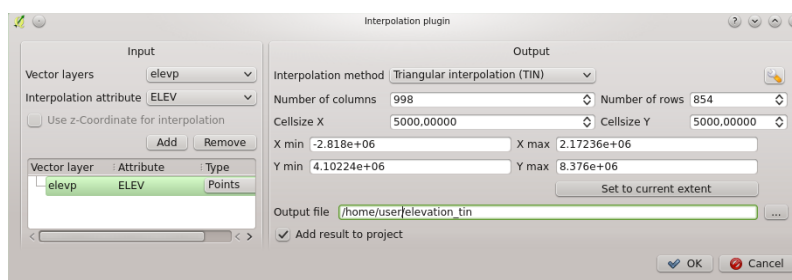 Interpolation plugin
Input
Vector layers elevp
Interpolation attribute ELEV
Use z-Coordinate for interpolation
Add Remove
Vector layer Attribute Type
elevp ELEV Points
Output
Interpolation method Triangular interpolation (TIN)
Number of columns 998 Number of rows 854
Cellsize X 5000,00000 Cellsize Y 5000,00000
X min -2.818e+06 X max 2.17236e+06
Y min 4.10224e+06 Y max 8.376e+06
Set to current extent
Output file /home/user/elevation_tin ...
Add result to project
OK Cancel